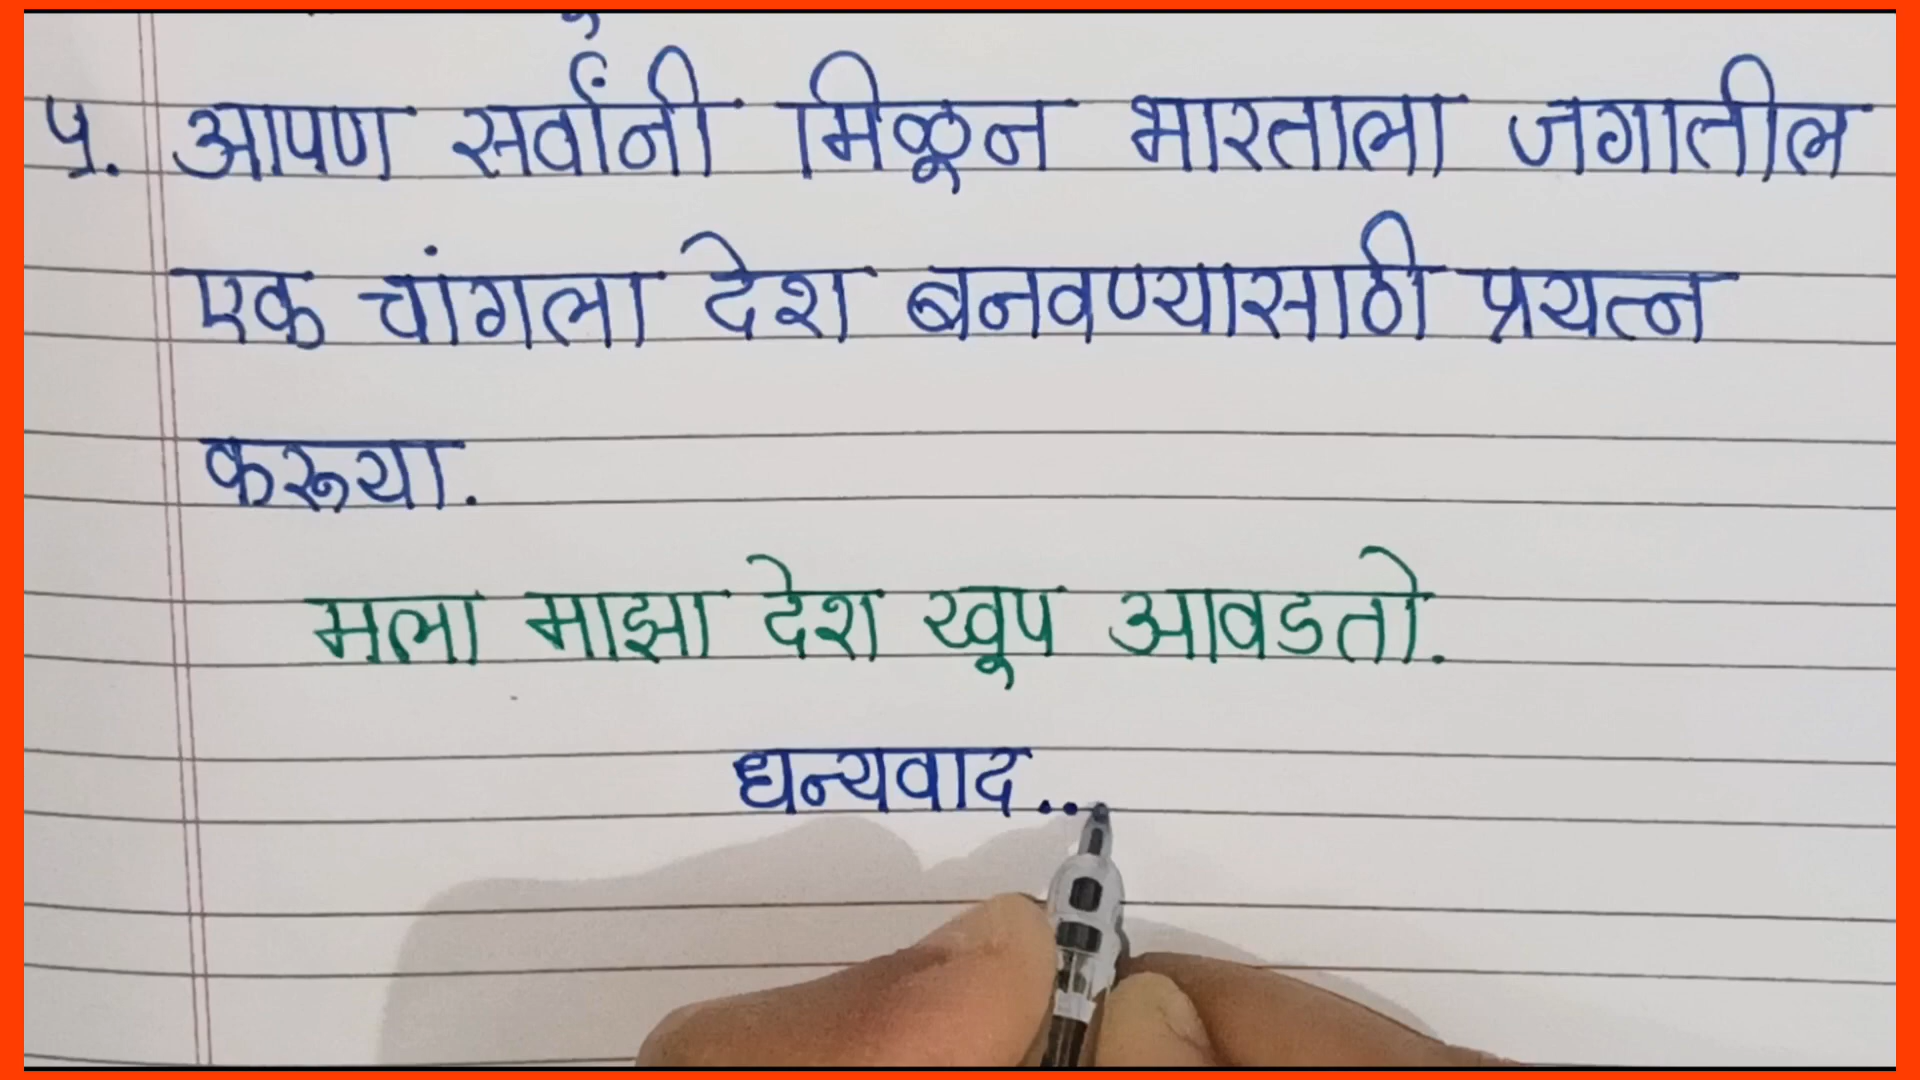 ५. आपण सर्वांनी मिळून भारताला जगातील
एक चांगला देश बनवण्यासाठी प्रयत्न
करूया.
मला माझा देश खूप आवडतो.
धन्यवाद...